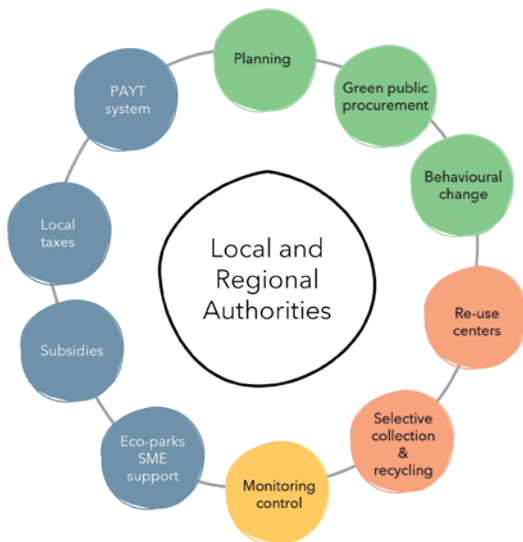 Planning
Green public
procurement
Behavioural
change
Re-use
centers
Selective
collection
&
recycling
Monitoring
control
Eco-parks
SME
support
Subsidies
Local
taxes
PAYT
system
Local and
Regional
Authorities